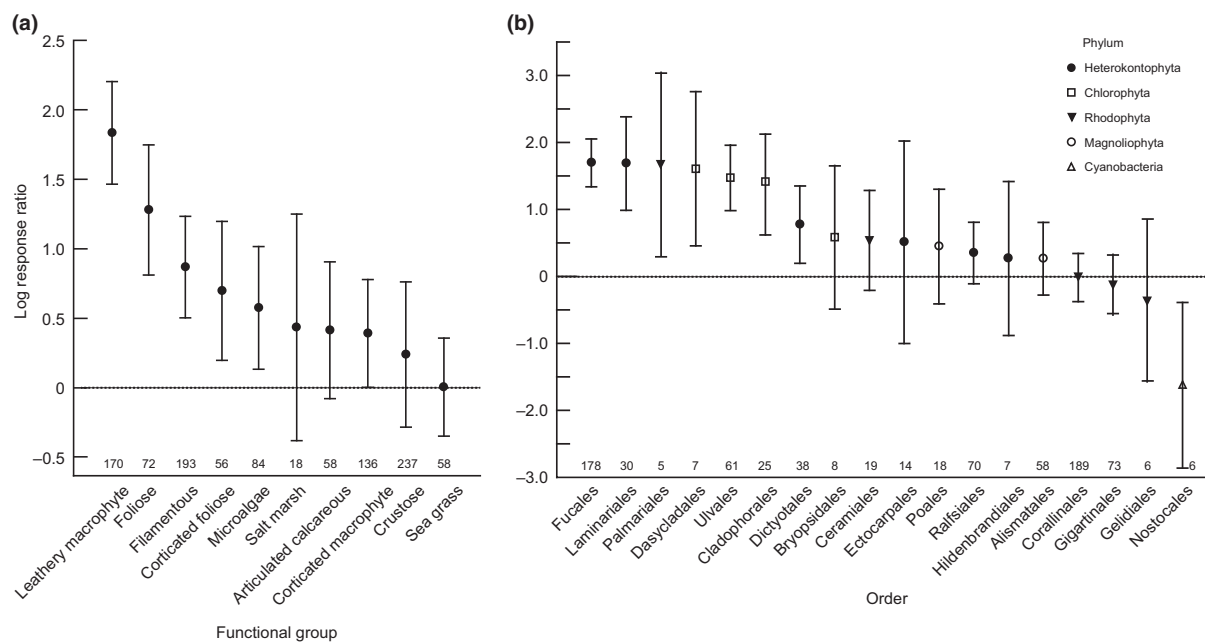 (a)
2.5
2.0
1.5
1.0
0.5
0
–0.5
Log response ratio
170 72 193 56 84 18 58 136 237 58
Leathery macrophyte
Foliose
Filamentous
Corticated foliose
Microalgae
Salt marsh
Articulated calcareous
Corticated macrophyte
Crustose
Sea grass
Functional group
(b)
3.0
2.0
1.0
0
–1.0
–2.0
–3.0
Phylum
Heterokontophyta
Chlorophyta
Rhodophyta
Magnoliophyta
Cyanobacteria
178 30 5 7 61 25 38 8 19 14 18 70 7 58 189 73 6 6
Fucales
Laminariales
Palmariales
Dasycladales
Ulvales
Cladophorales
Dictyotales
Bryopsidales
Ceramiales
Ectocarpales
Poales
Ralfsiales
Hildenbrandiales
Alismatales
Corallinales
Gigartinales
Gelidiales
Nostocales
Order